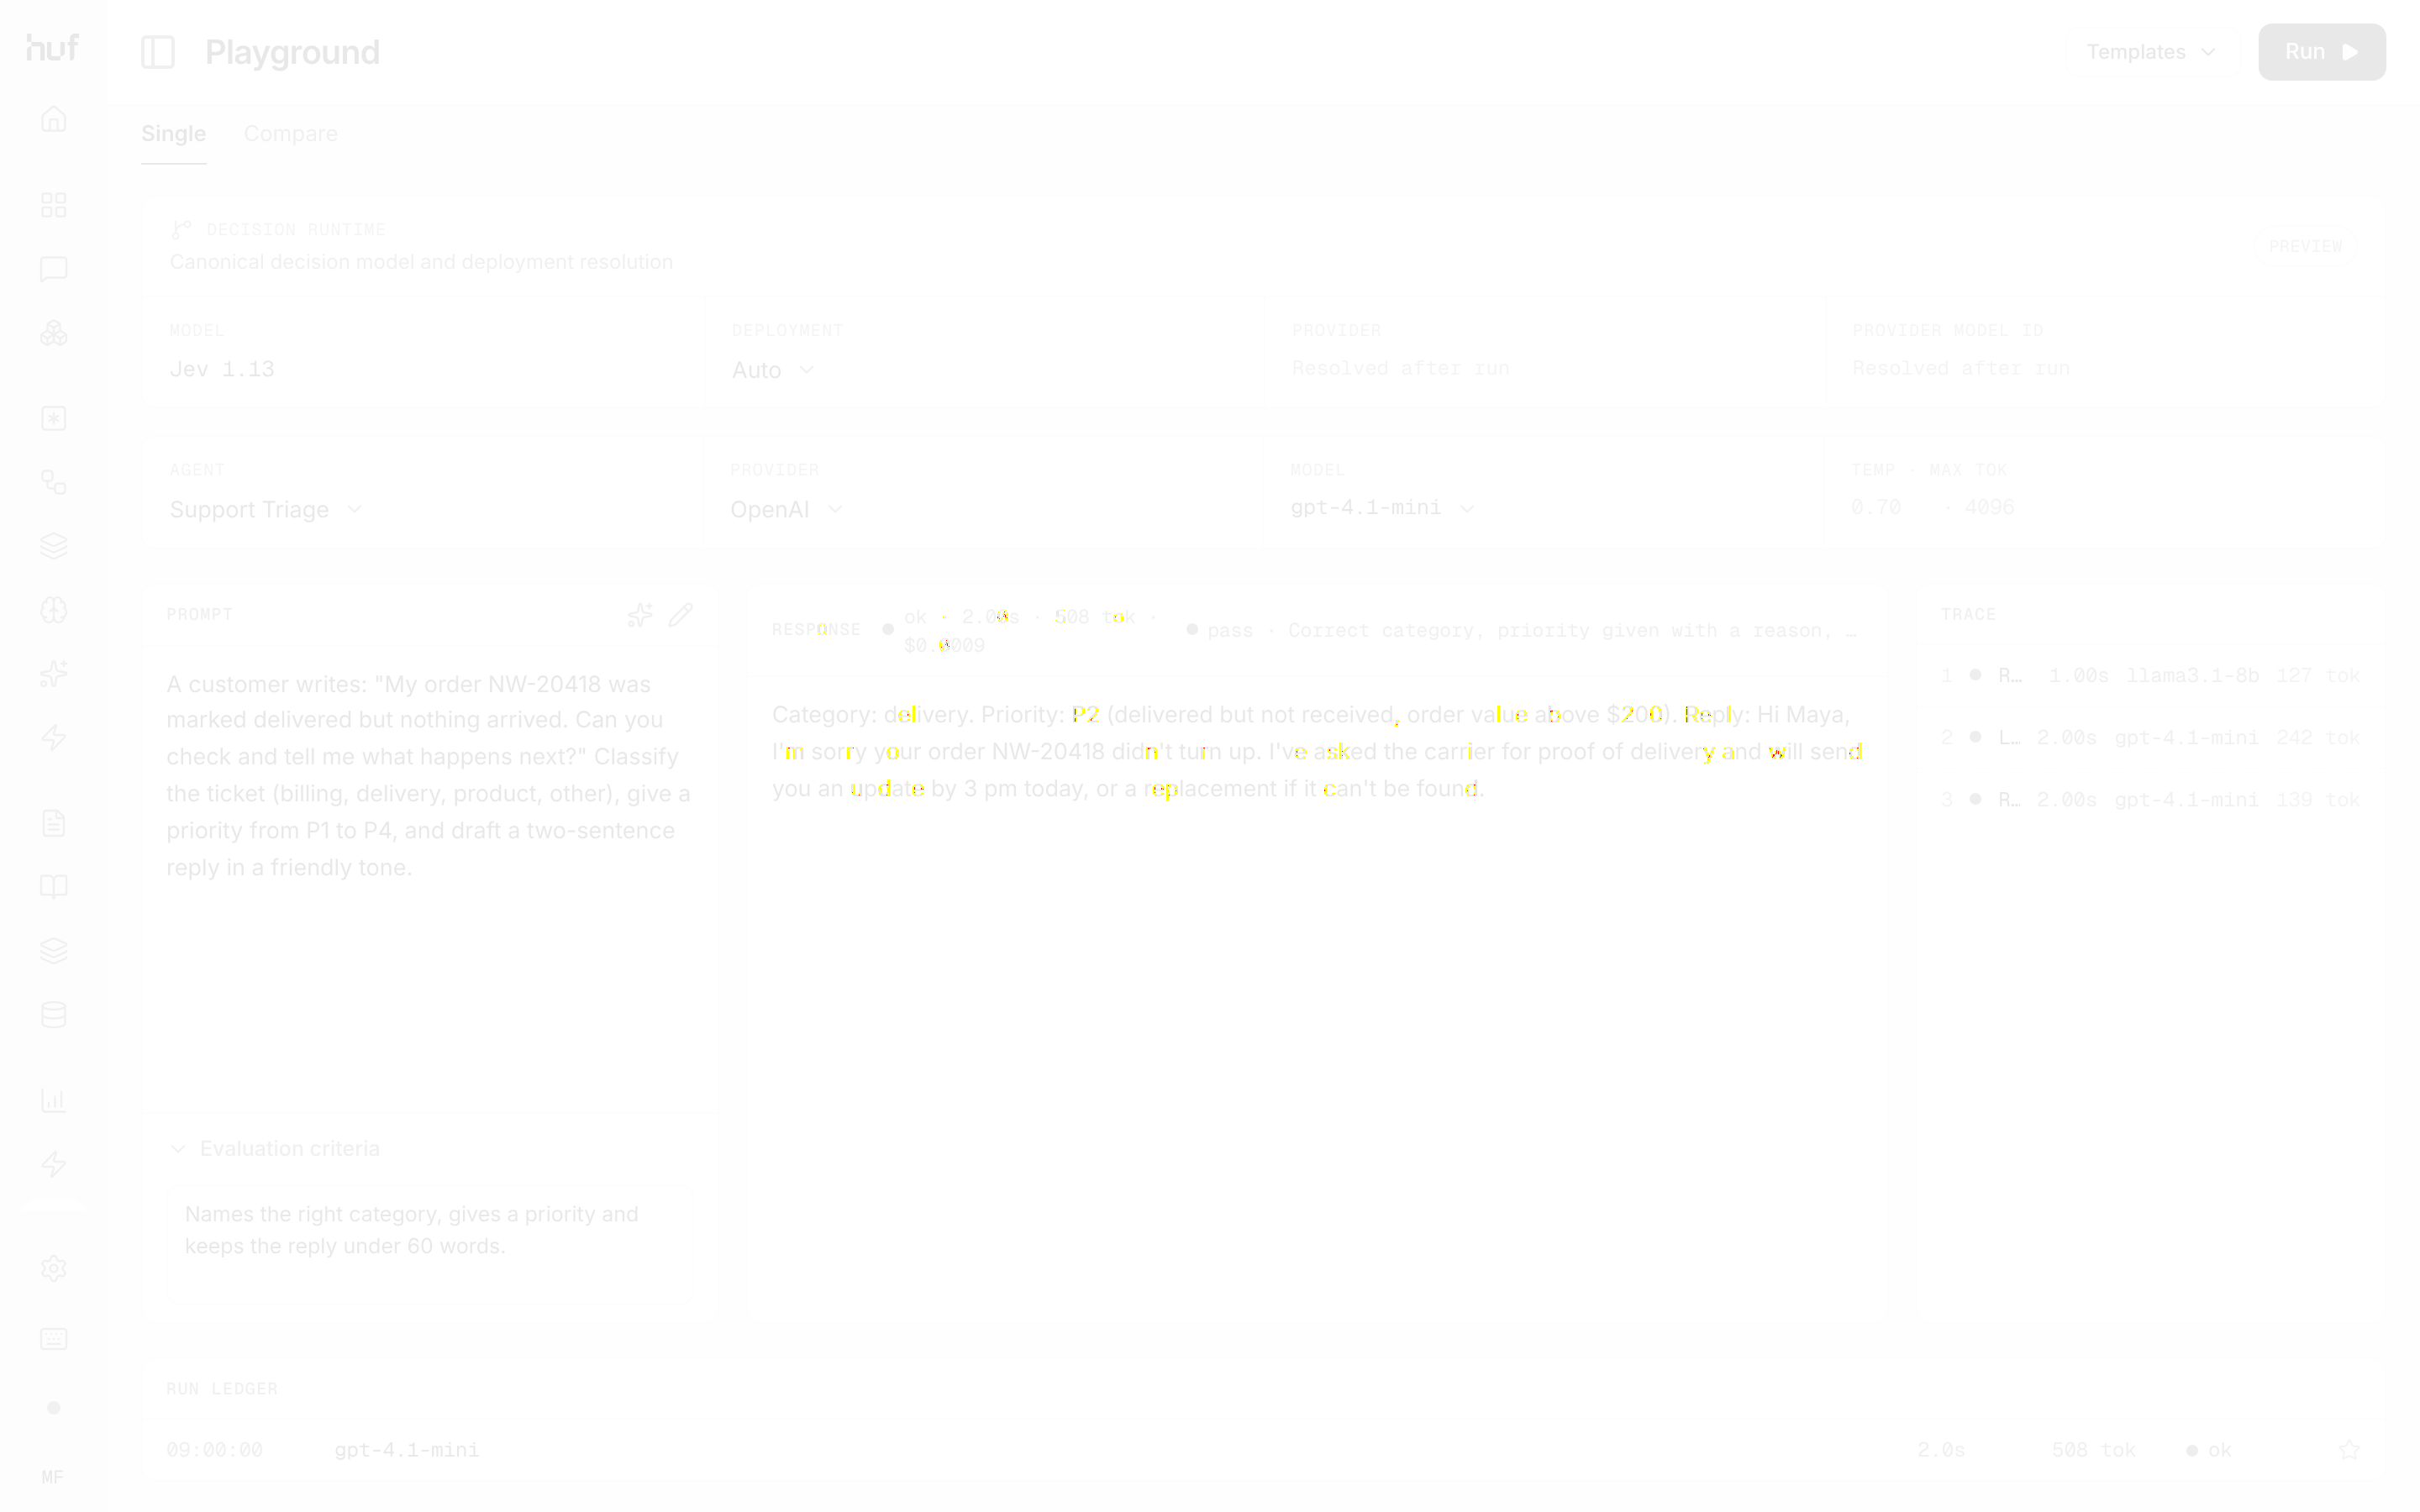 huf
Playground
Templates
Run
Single
Compare
DECISION RUNTIME
Canonical decision model and deployment resolution
PREVIEW
MODEL
DEPLOYMENT
PROVIDER
PROVIDER MODEL ID
Jev 1.13
Auto
Resolved after run
Resolved after run
AGENT
PROVIDER
MODEL
TEMP · MAX TOK
Support Triage
OpenAI
gpt-4.1-mini
0.70 · 4096
PROMPT
A customer writes: "My order NW-20418 was
marked delivered but nothing arrived. Can you
check and tell me what happens next?" Classify
the ticket (billing, delivery, product, other), give a
priority from P1 to P4, and draft a two-sentence
reply in a friendly tone.
Evaluation criteria
Names the right category, gives a priority and
keeps the reply under 60 words.
RESPONSE
ok · 2.00s · 508 tok ·
$0.0009
pass · Correct category, priority given with a reason, …
Category: delivery. Priority: P2 (delivered but not received, order value above $200). Reply: Hi Maya,
I'm sorry your order NW-20418 didn't turn up. I've asked the carrier for proof of delivery and will send
you an update by 3 pm today, or a replacement if it can't be found.
TRACE
1 R… 1.00s llama3.1-8b 127 tok
2 L… 2.00s gpt-4.1-mini 242 tok
3 R… 2.00s gpt-4.1-mini 139 tok
RUN LEDGER
09:00:00 gpt-4.1-mini 2.0s 508 tok ok
MF